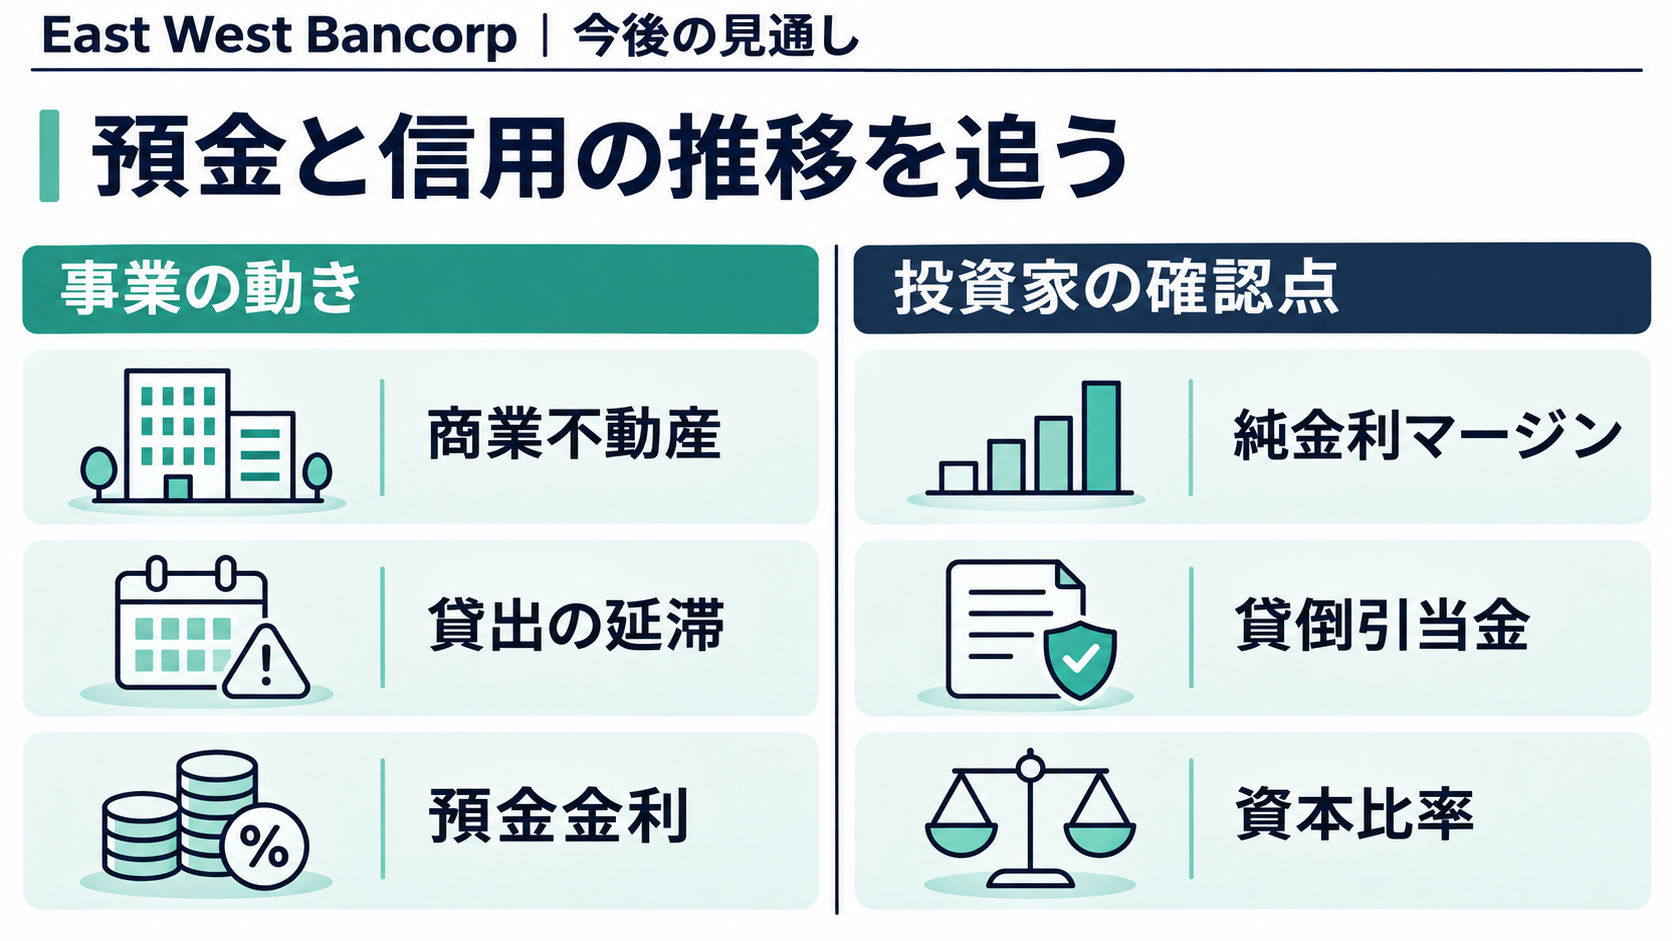 East West Bancorp｜今後の見通し
預金と信用の推移を追う
事業の動き
商業不動産
貸出の延滞
%
預金金利
投資家の確認点
純金利マージン
貸倒引当金
資本比率